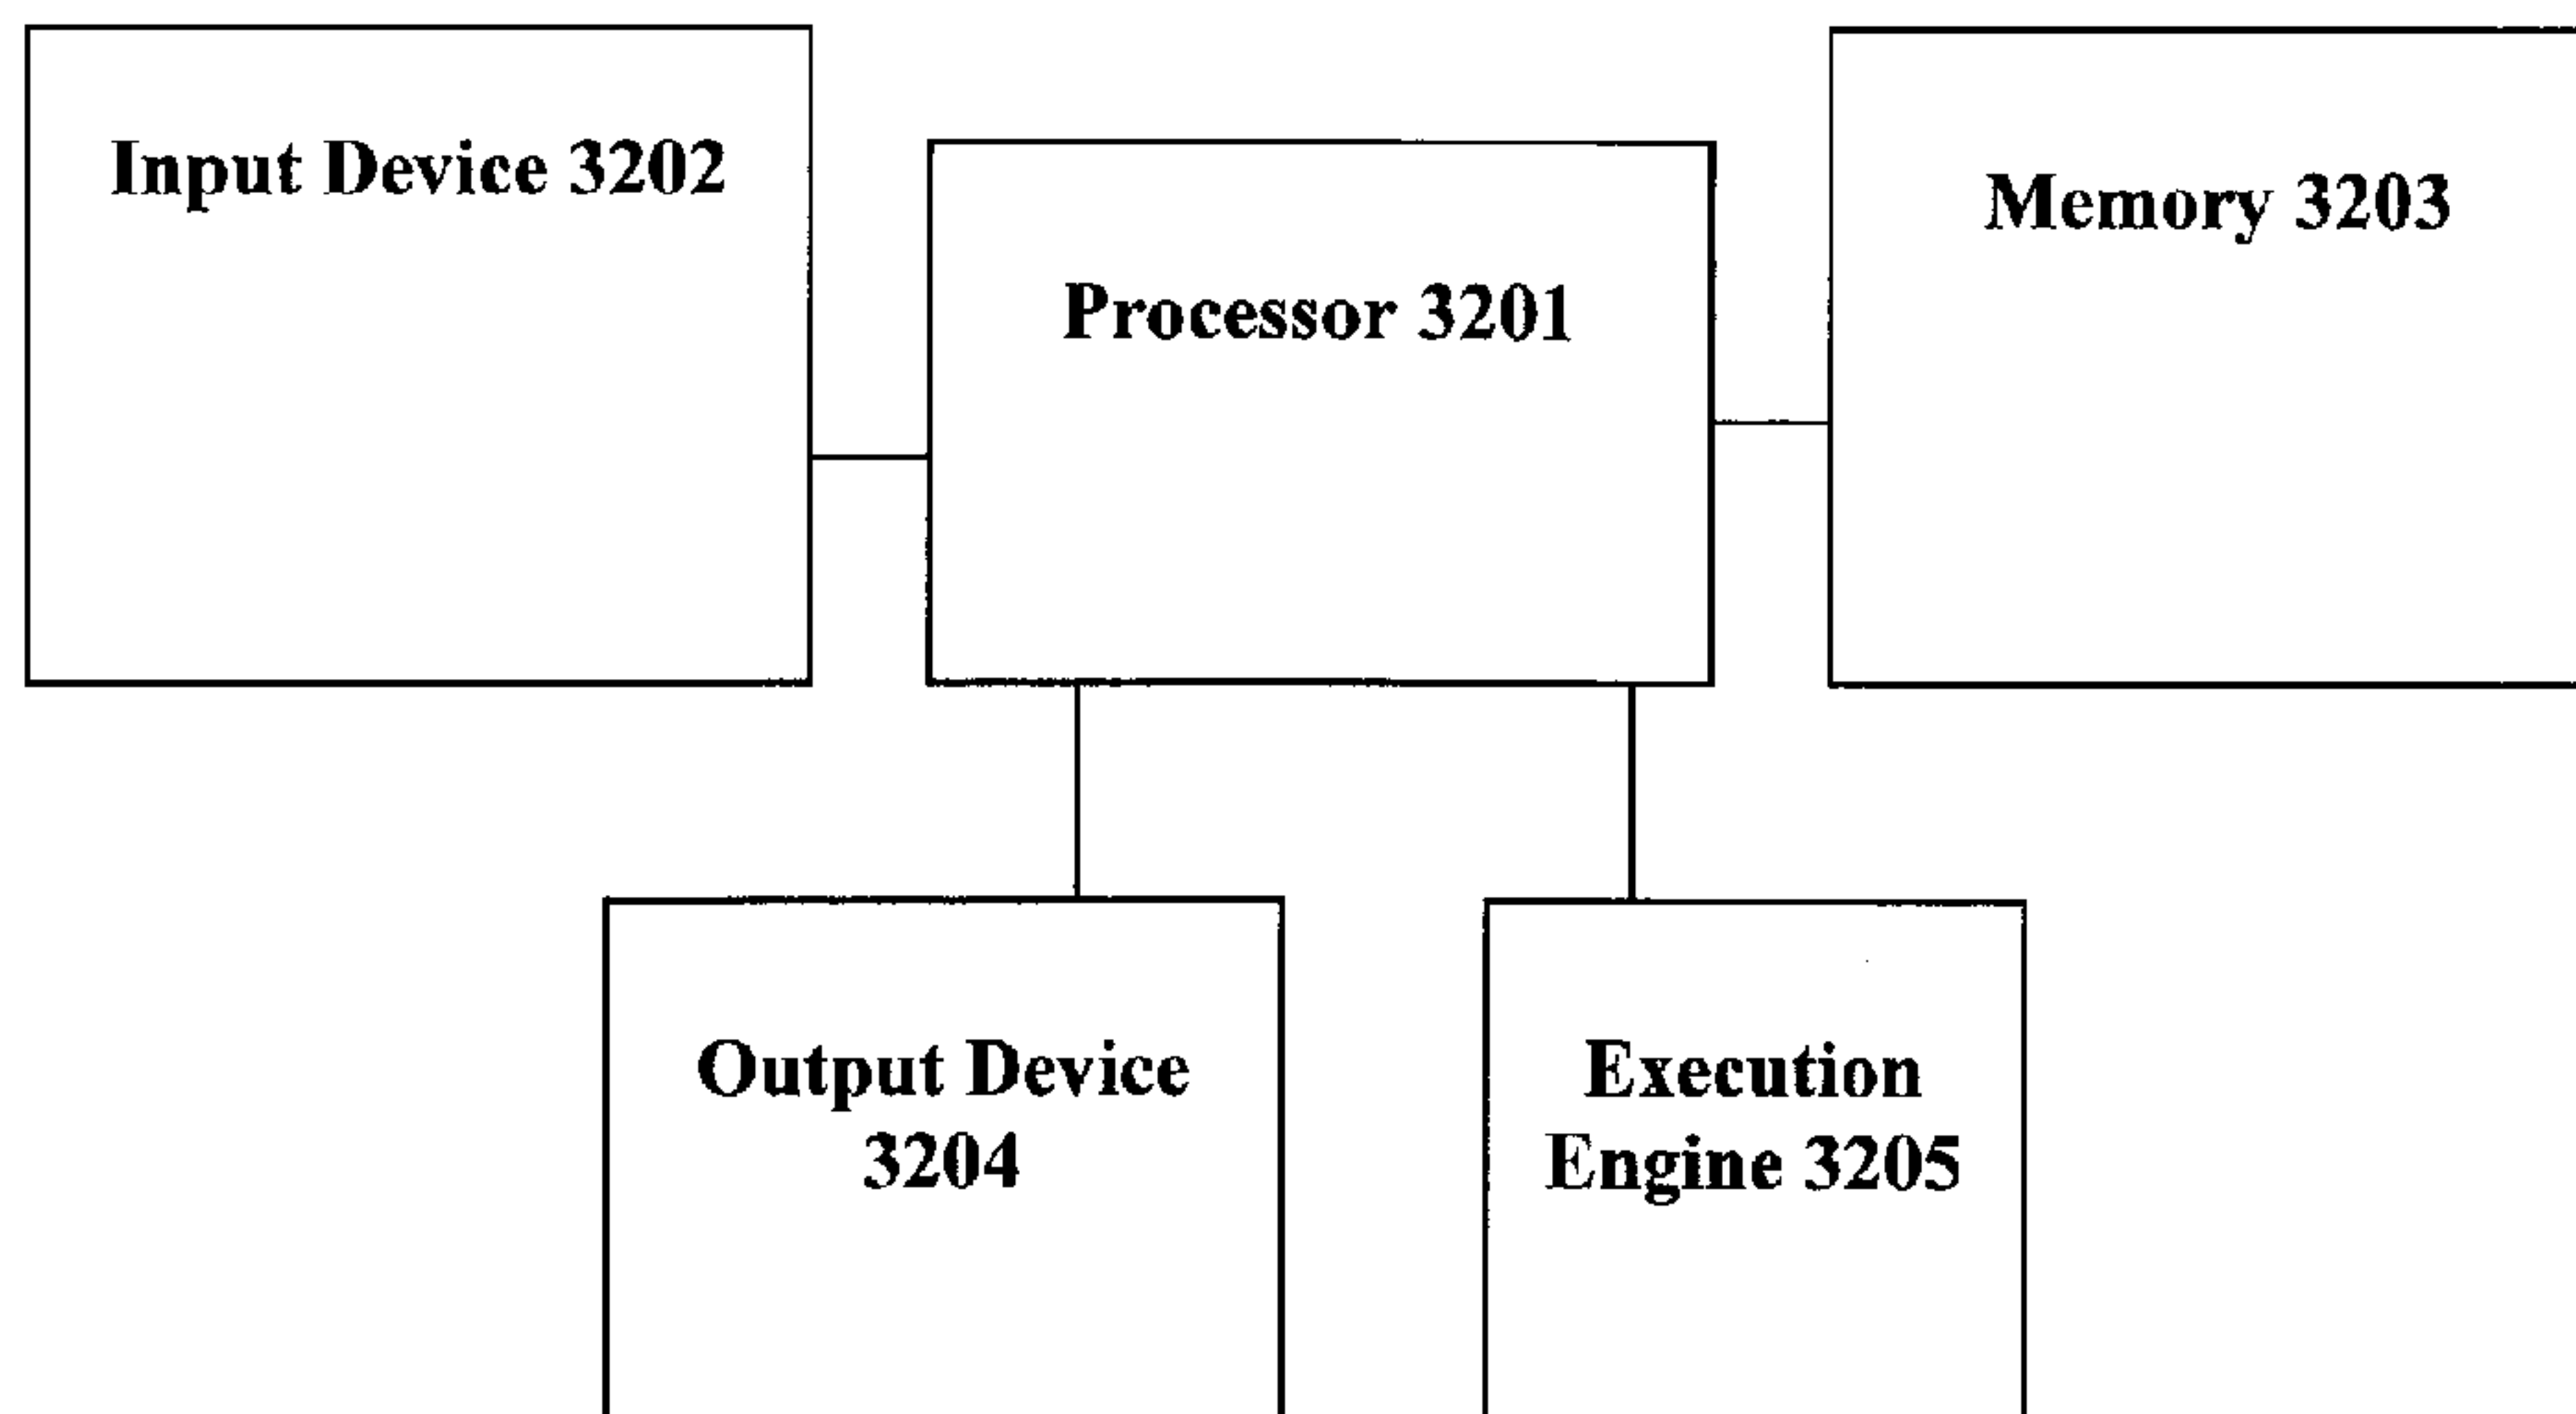 Input Device 3202
Processor 3201
Memory 3203
Output Device
3204
Execution
Engine 3205